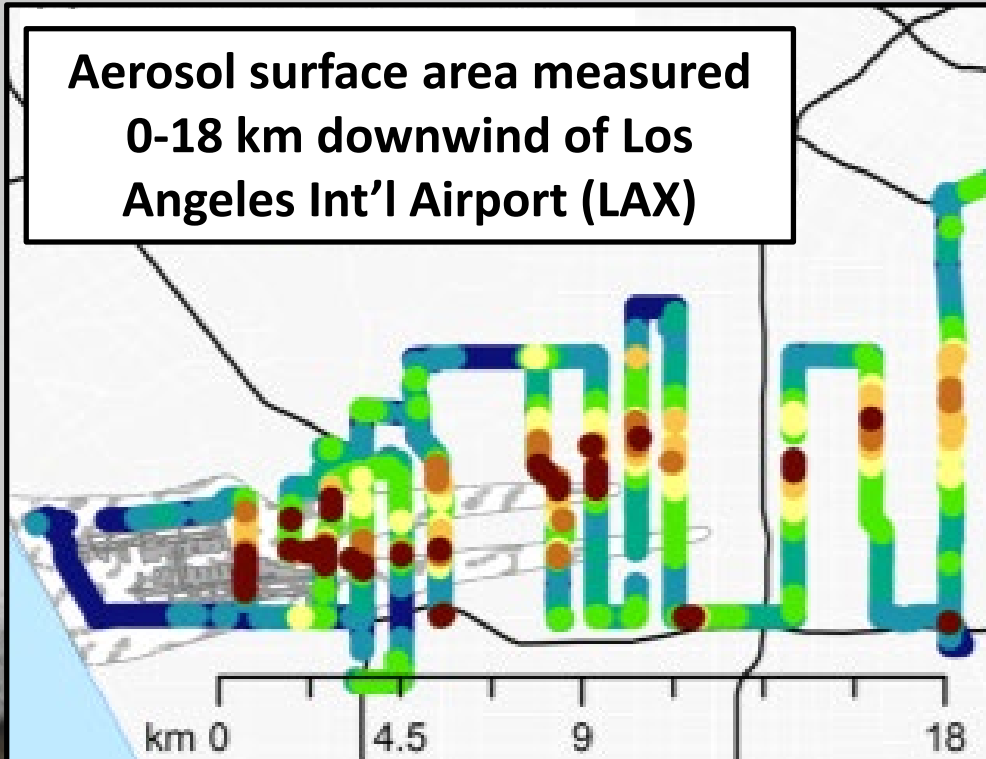 Aerosol surface area measured
0-18 km downwind of Los
Angeles Int'l Airport (LAX)
km 0 4.5 9 18